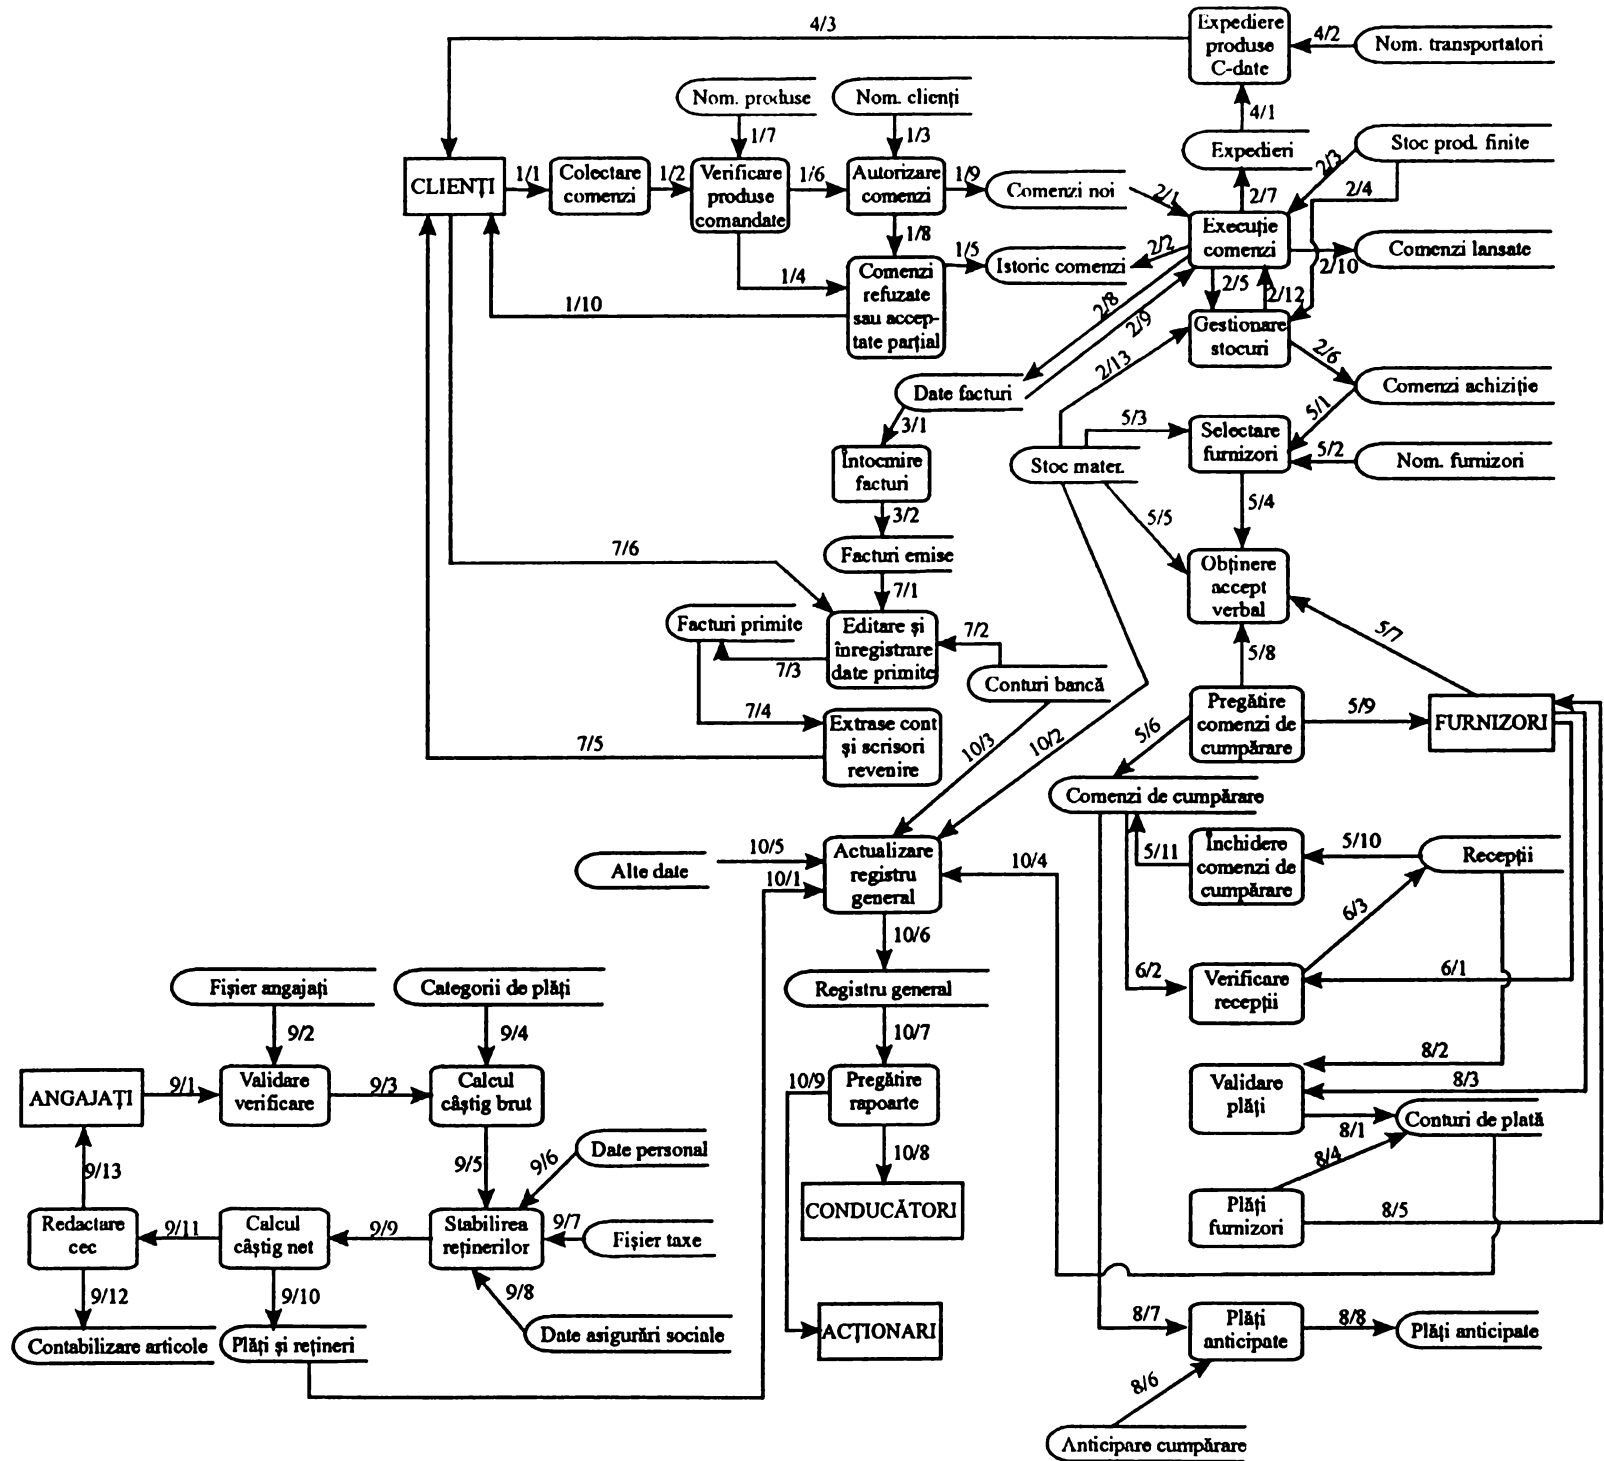 4/3
Expediere
produse
C-date
4/2
Nom. transportatori
4/1
Nom. produse
Nom. clienți
1/7
1/3
Expedieri
Stoc prod. finite
CLIENȚI
1/1
Colectare
comenzi
1/2
Verificare
produse
comandate
1/6
Autorizare
comenzi
1/9
Comenzi noi
2/1
2/7
2/3
2/4
Execuție
comenzi
1/8
1/5
Istoric comenzi
2/2
2/10
Comenzi lansate
1/4
1/10
Comenzi
refuzate
sau accep-
tate parțial
2/5
2/12
2/8
2/9
2/13
Gestionare
stocuri
2/6
Date facturi
Comenzi achiziție
3/1
5/3
5/1
Selectare
furnizori
5/2
Nom. furnizori
Întocmire
facturi
Stoc mater.
5/4
5/5
3/2
Facturi emise
7/6
7/1
Obținere
accept
verbal
Facturi primite
Editare și
înregistrare
date primite
7/2
7/3
Conturi bancă
5/7
5/8
Pregătire
comenzi de
cumpărare
5/9
FURNIZORI
7/4
Extrase cont
și scrisori
revenire
7/5
10/3
10/2
5/6
Comenzi de cumpărare
Alte date
10/5
10/1
Actualizare
registru
general
10/4
5/11
Închidere
comenzi de
cumpărare
5/10
Recepții
6/3
10/6
6/2
Verificare
recepții
6/1
Fișier angajați
Categorii de plăți
Registru general
9/2
9/4
10/7
8/2
ANGAJAȚI
9/1
Validare
verificare
9/3
Calcul
câștig brut
10/9
Pregătire
rapoarte
Validare
plăți
8/3
8/1
Conturi de plată
9/13
9/5
9/6
Date personal
10/8
8/4
CONDUCĂTORI
Redactare
cec
9/11
Calcul
câștig net
9/9
Stabilirea
reținerilor
9/7
Fișier taxe
Plăți
furnizori
8/5
9/12
9/10
9/8
Contabilizare articole
Plăți și rețineri
Date asigurări sociale
ACȚIONARI
8/7
Plăți
anticipate
8/8
Plăți anticipate
8/6
Anticipare cumpărare